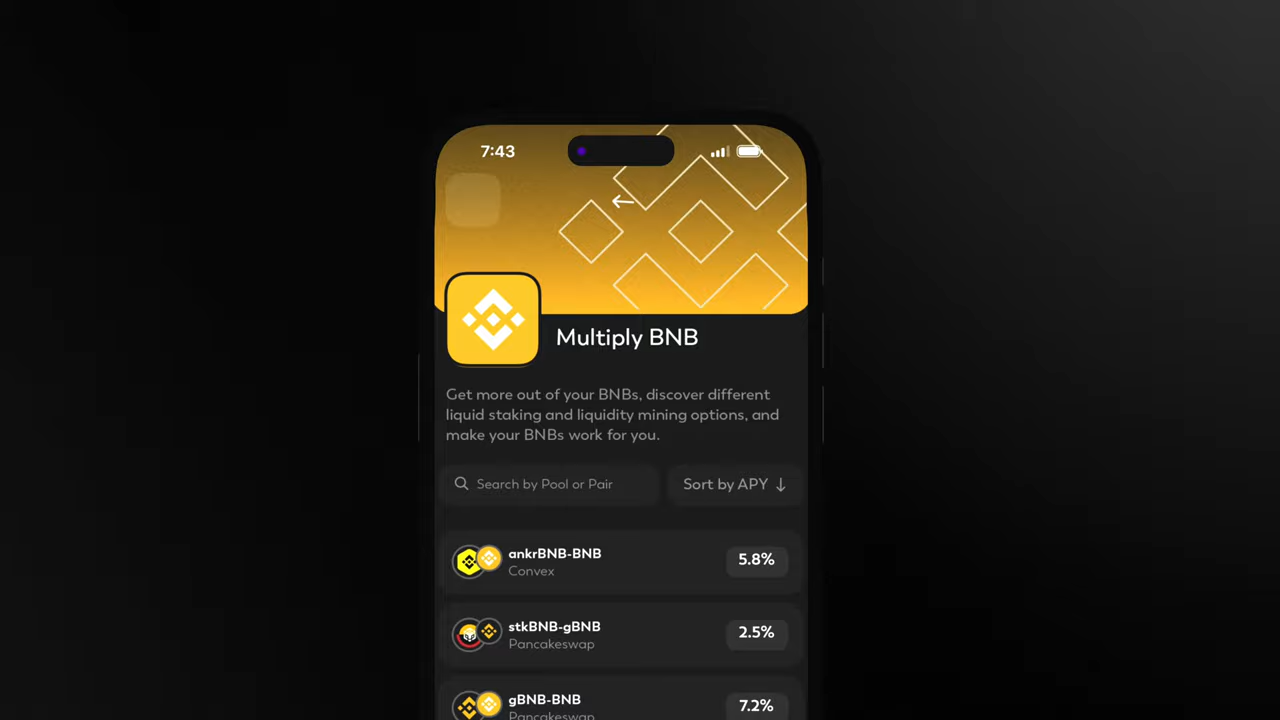 7:43
Multiply BNB
Get more out of your BNBs, discover different
liquid staking and liquidity mining options, and
make your BNBs work for you.
Search by Pool or Pair
Sort by APY ↓
ankrBNB-BNB
Convex
5.8%
stkBNB-gBNB
Pancakeswap
2.5%
gBNB-BNB
Pancakeswap
7.2%